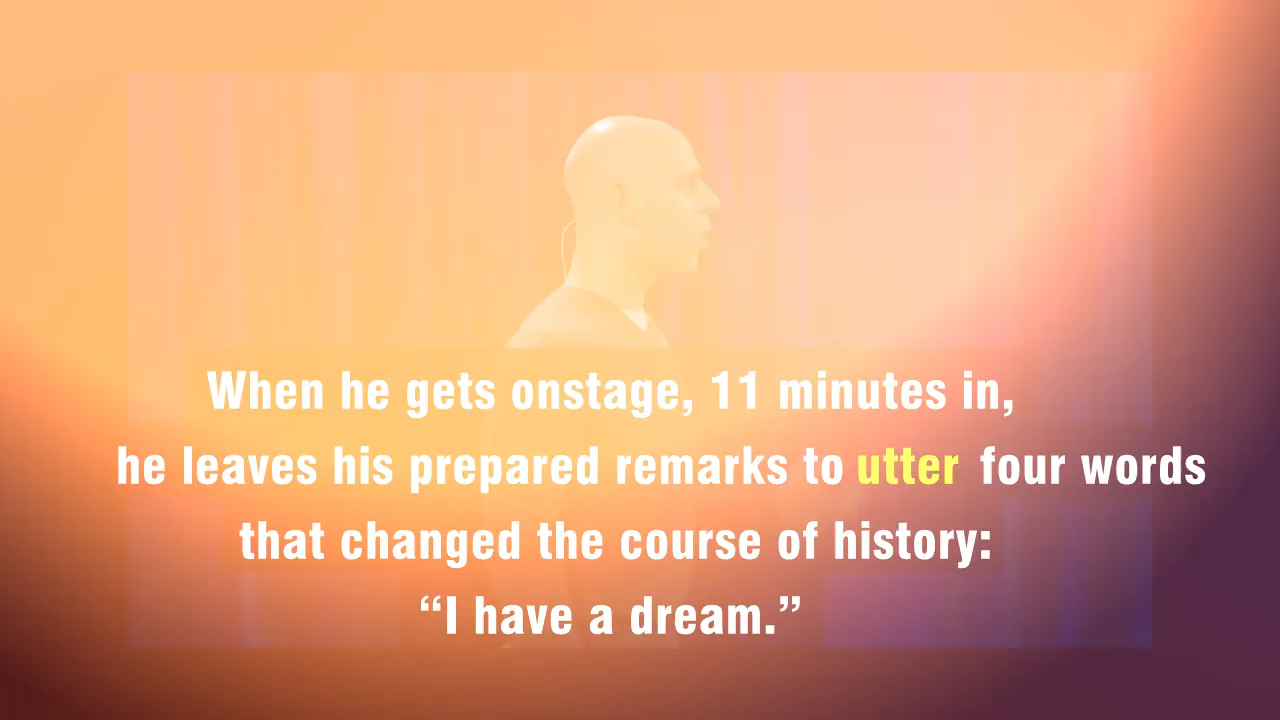 When he gets onstage, 11 minutes in,
he leaves his prepared remarks to utter four words
that changed the course of history:
“I have a dream.”